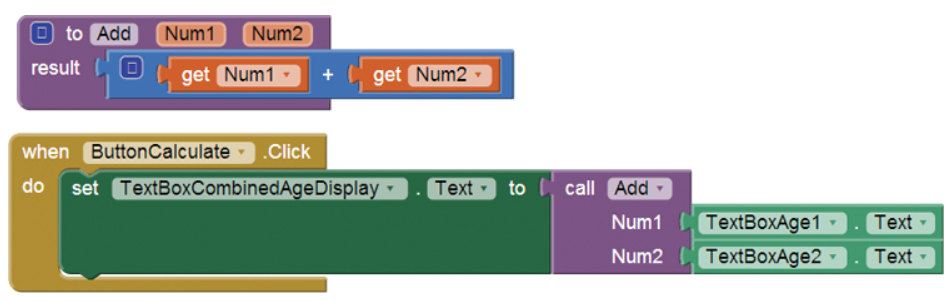 to Add Num1 Num2
result get Num1 + get Num2
when ButtonCalculate .Click
do set TextBoxCombinedAgeDisplay . Text to call Add
Num1 TextBoxAge1 . Text
Num2 TextBoxAge2 . Text